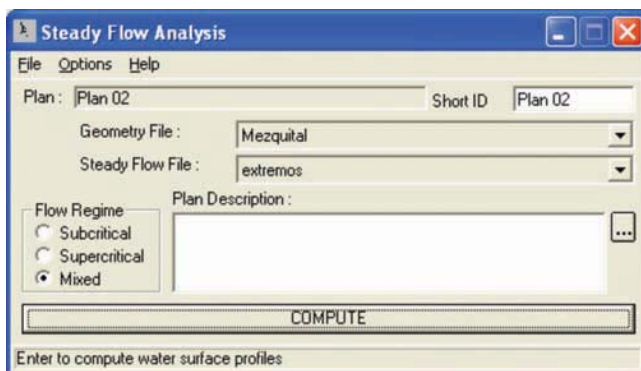 Steady Flow Analysis
File Options Help
Plan : Plan 02 Short ID Plan 02
Geometry File : Mezquital
Steady Flow File : extremos
Flow Regime
Subcritical
Supercritical
Mixed
Plan Description :
...
COMPUTE
Enter to compute water surface profiles